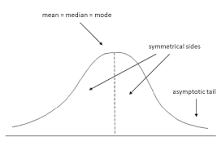 mean = median = mode
symmetrical sides
asymptotic tail